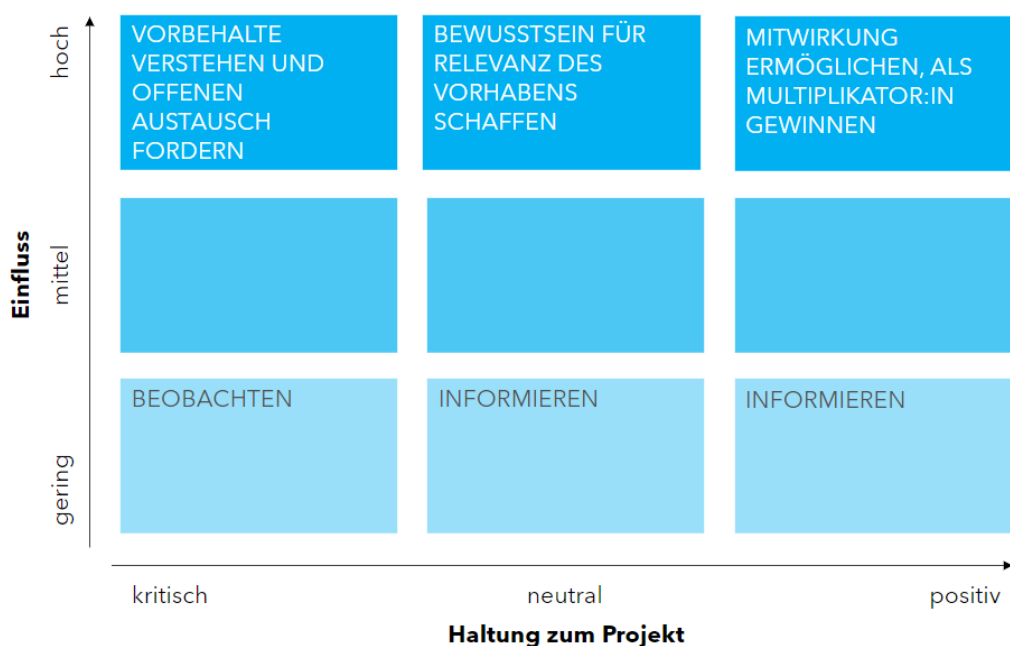 hoch
VORBEHALTE
VERSTEHEN UND
OFFENEN
AUSTAUSCH
FORDERN
BEWUSSTSEIN FÜR
RELEVANZ DES
VORHABENS
SCHAFFEN
MITWIRKUNG
ERMÖGLICHEN, ALS
MULTIPLIKATOR:IN
GEWINNEN
Einfluss
mittel
gering
BEOBACHTEN
INFORMIEREN
INFORMIEREN
kritisch
neutral
positiv
Haltung zum Projekt